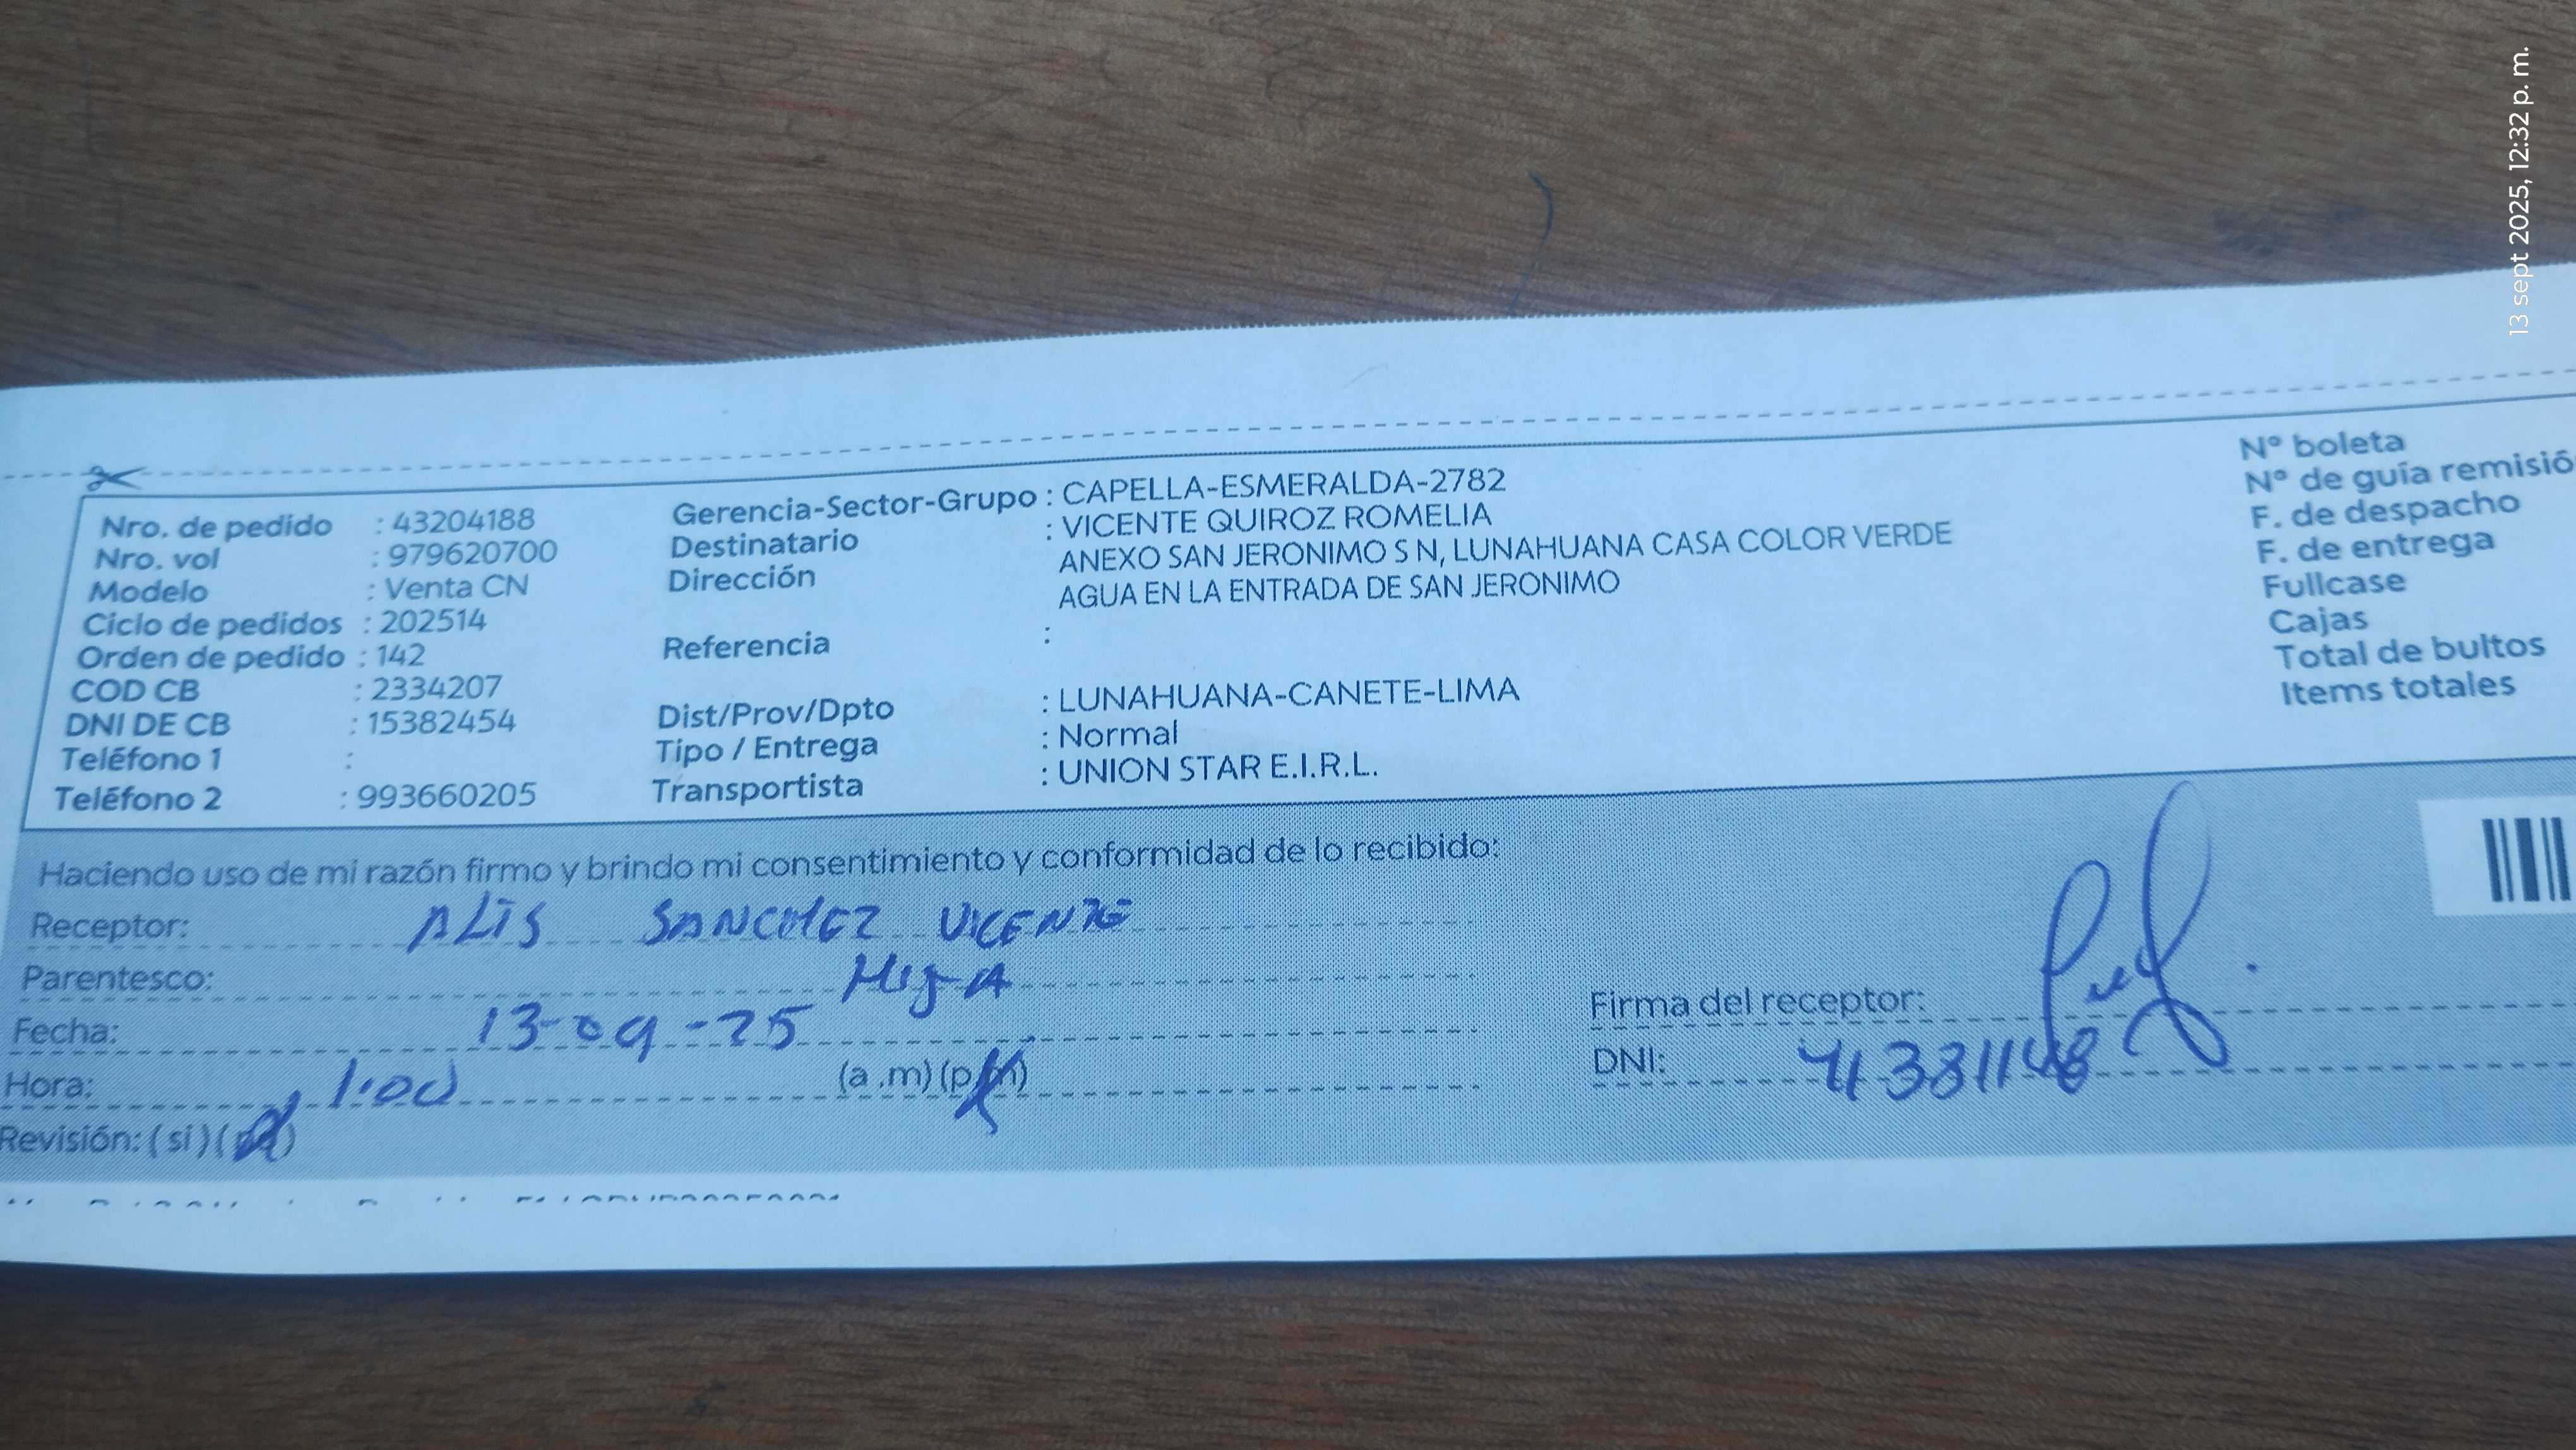 13 sept 2025, 12:32 p. m.
Nro. de pedido : 43204188
Nro. vol : 979620700
Modelo : Venta CN
Ciclo de pedidos : 202514
Orden de pedido : 142
COD CB : 2334207
DNI DE CB : 15382454
Teléfono 1 :
Teléfono 2 : 993660205
Gerencia-Sector-Grupo : CAPELLA-ESMERALDA-2782
Destinatario : VICENTE QUIROZ ROMELIA
Dirección ANEXO SAN JERONIMO S N, LUNAHUANA CASA COLOR VERDE
AGUA EN LA ENTRADA DE SAN JERONIMO
Referencia :
Dist/Prov/Dpto : LUNAHUANA-CANETE-LIMA
Tipo / Entrega : Normal
Transportista : UNION STAR E.I.R.L.
Nº boleta
Nº de guía remisió
F. de despacho
F. de entrega
Fullcase
Cajas
Total de bultos
Items totales
Haciendo uso de mi razón firmo y brindo mi consentimiento y conformidad de lo recibido:
Receptor: ALIS SANCHEZ VICENTE
Parentesco: HIJA
Fecha: 13-09-25
Hora: 1:00 (a .m) (p.m)
Revisión: ( si ) ( no )
Firma del receptor:
DNI: 41381148